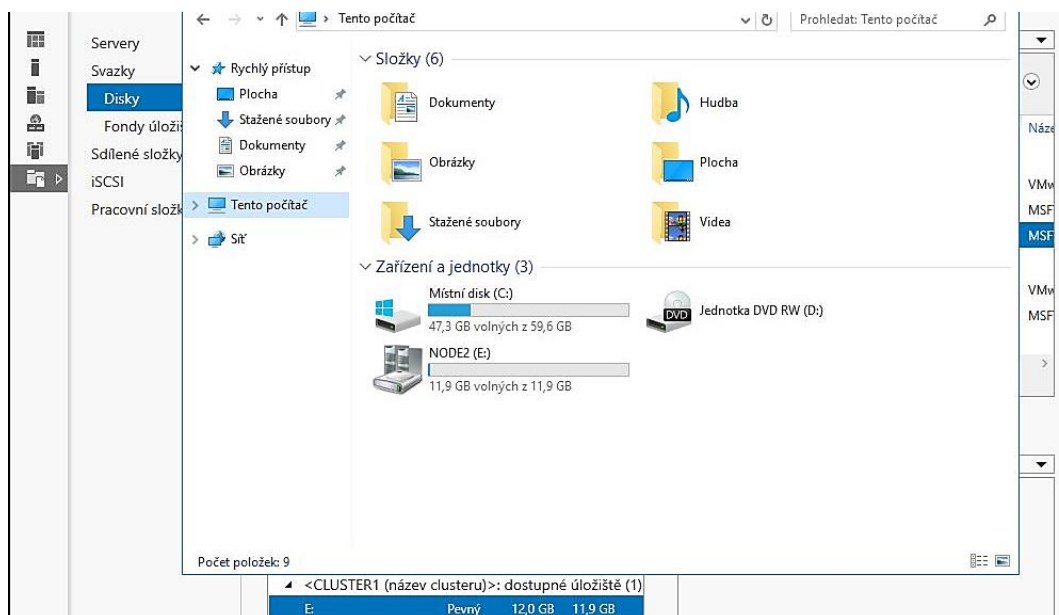 Tento počítač
Prohledat: Tento počítač
Servery
Svazky
Disky
Fondy úložiš
Sdílené složky
iSCSI
Pracovní složk
Rychlý přístup
Plocha
Stažené soubory
Dokumenty
Obrázky
Tento počítač
Síť
Složky (6)
Dokumenty
Hudba
Obrázky
Plocha
Stažené soubory
Videa
Zařízení a jednotky (3)
Místní disk (C:)
47,3 GB volných z 59,6 GB
DVD
Jednotka DVD RW (D:)
NODE2 (E:)
11,9 GB volných z 11,9 GB
Počet položek: 9
Náze
VMw
MSF
MSF
VMw
MSF
<CLUSTER1 (název clusteru)>: dostupné úložiště (1)
E: Pevný 12,0 GB 11,9 GB